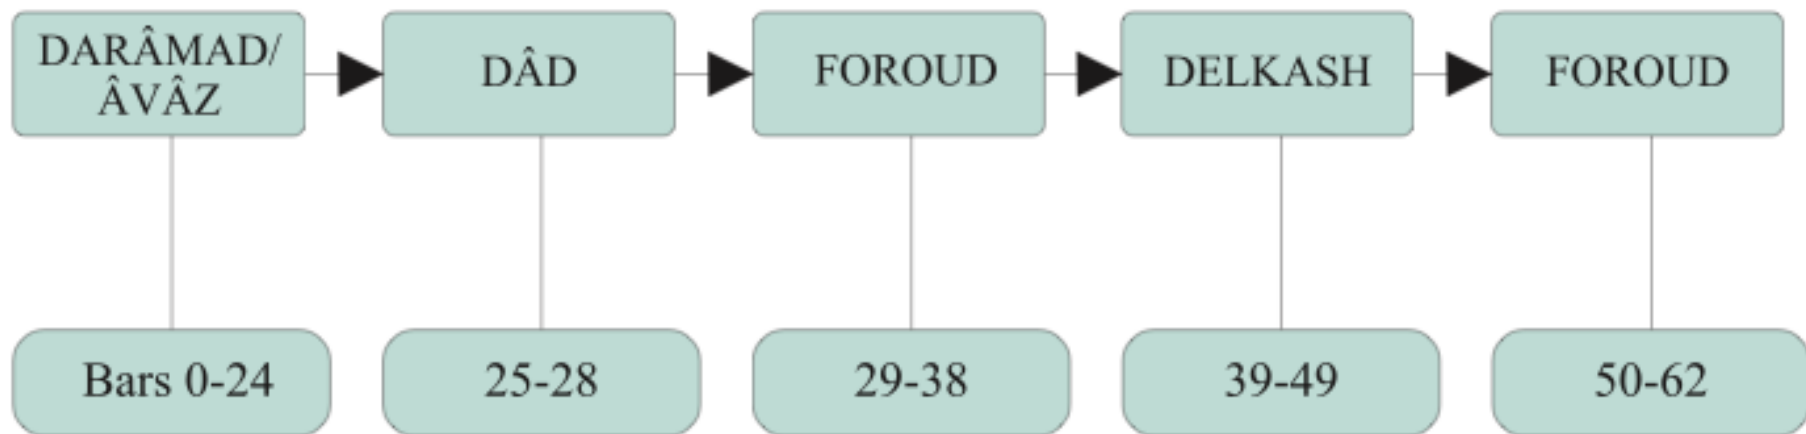 DARÂMAD/
ÂVÂZ
DÂD
FOROUD
DELKASH
FOROUD
Bars 0-24
25-28
29-38
39-49
50-62